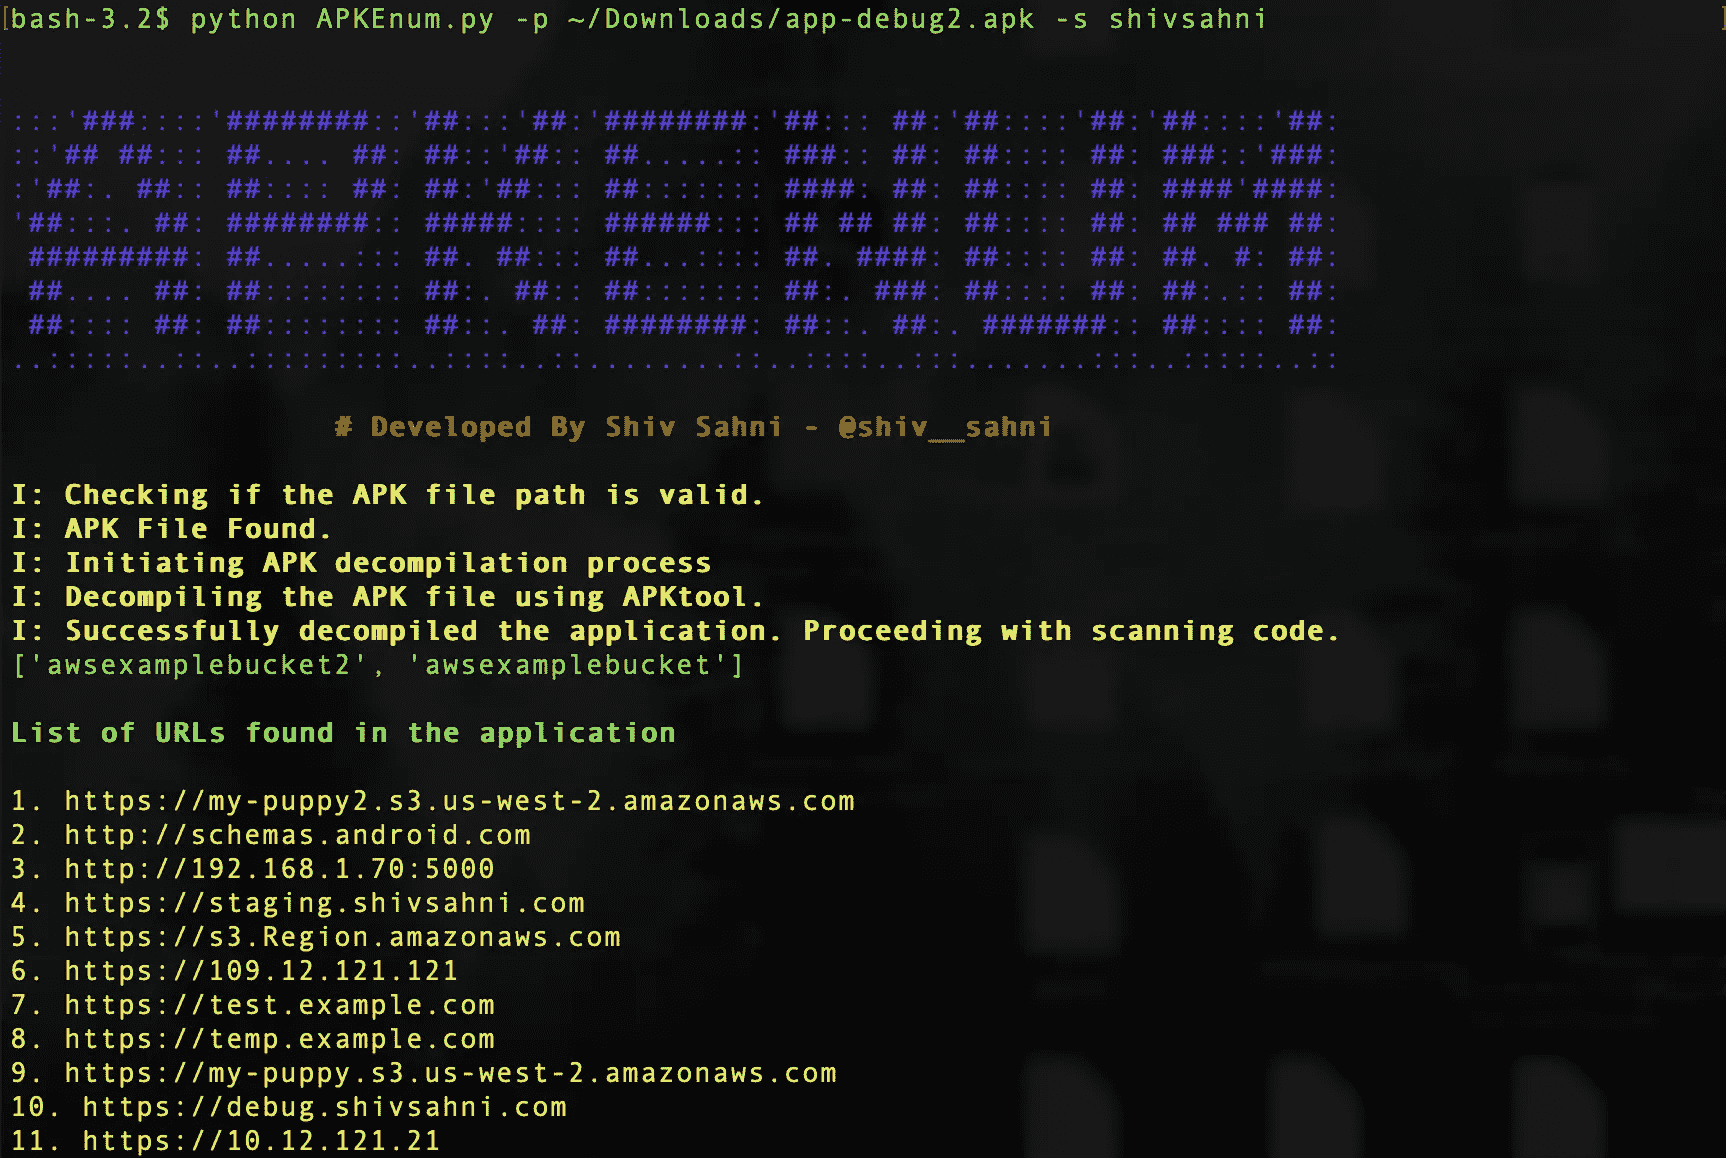 [bash-3.2$ python APKEnum.py -p ~/Downloads/app-debug2.apk -s shivsahni ]
:::'###::::'########::'##:::'##:'########:'##::: ##:'##::::'##:'##::::'##:
::'## ##::: ##.... ##: ##::'##:: ##.....:: ###:: ##: ##:::: ##: ###::'###:
:'##:. ##:: ##:::: ##: ##:'##::: ##::::::: ####: ##: ##:::: ##: ####'####:
'##:::. ##: ########:: #####:::: ######::: ## ## ##: ##:::: ##: ## ### ##:
 #########: ##.....::: ##. ##::: ##...:::: ##. ####: ##:::: ##: ##. #: ##:
 ##.... ##: ##:::::::: ##:. ##:: ##::::::: ##:. ###: ##:::: ##: ##:.:: ##:
 ##:::: ##: ##:::::::: ##::. ##: ########: ##::. ##:. #######:: ##:::: ##:
..:::::..::..:::::::::..::::..::........::..::::..:::.......:::..:::::..::
# Developed By Shiv Sahni - @shiv__sahni
I: Checking if the APK file path is valid.
I: APK File Found.
I: Initiating APK decompilation process
I: Decompiling the APK file using APKtool.
I: Successfully decompiled the application. Proceeding with scanning code.
['awsexamplebucket2', 'awsexamplebucket']
List of URLs found in the application
1. https://my-puppy2.s3.us-west-2.amazonaws.com
2. http://schemas.android.com
3. http://192.168.1.70:5000
4. https://staging.shivsahni.com
5. https://s3.Region.amazonaws.com
6. https://109.12.121.121
7. https://test.example.com
8. https://temp.example.com
9. https://my-puppy.s3.us-west-2.amazonaws.com
10. https://debug.shivsahni.com
11. https://10.12.121.21